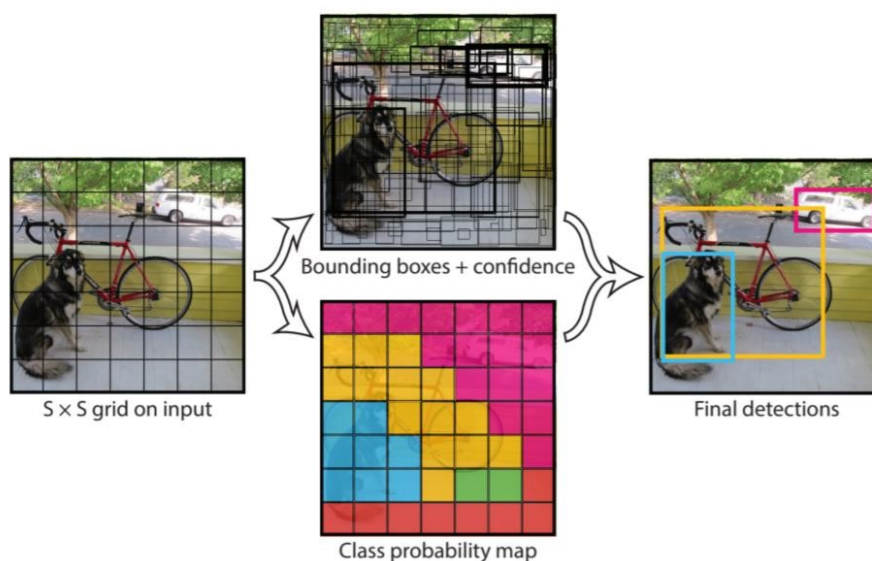 Bounding boxes + confidence
S × S grid on input
Final detections
Class probability map